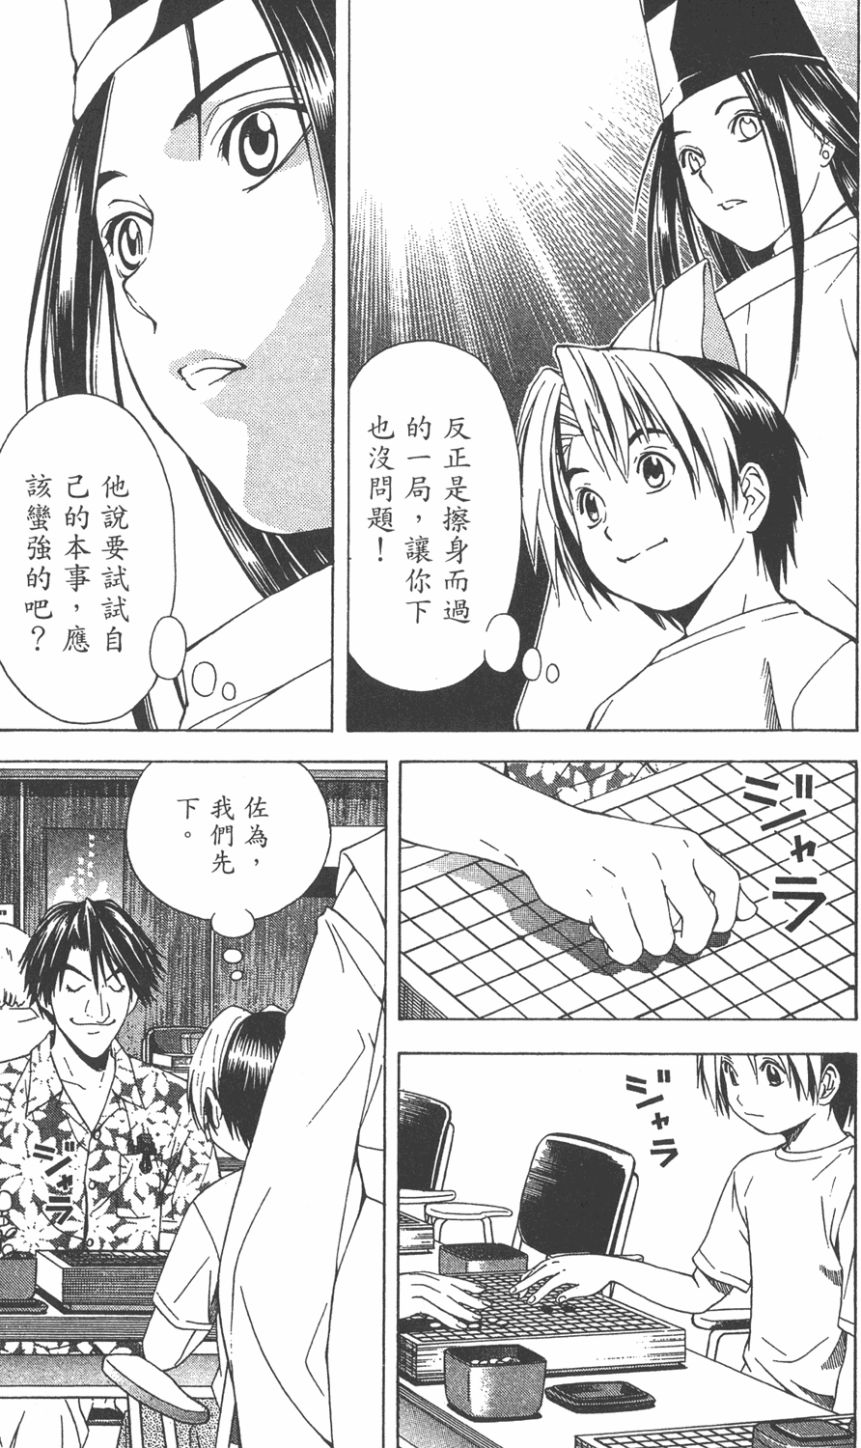 反正是擦身而過
的一局，讓你下
也沒問題！
他說要試試自
己的本事，應
該蠻強的吧？
ジャラ
ジャラ
佐為，
我們先
下。
ジャラ